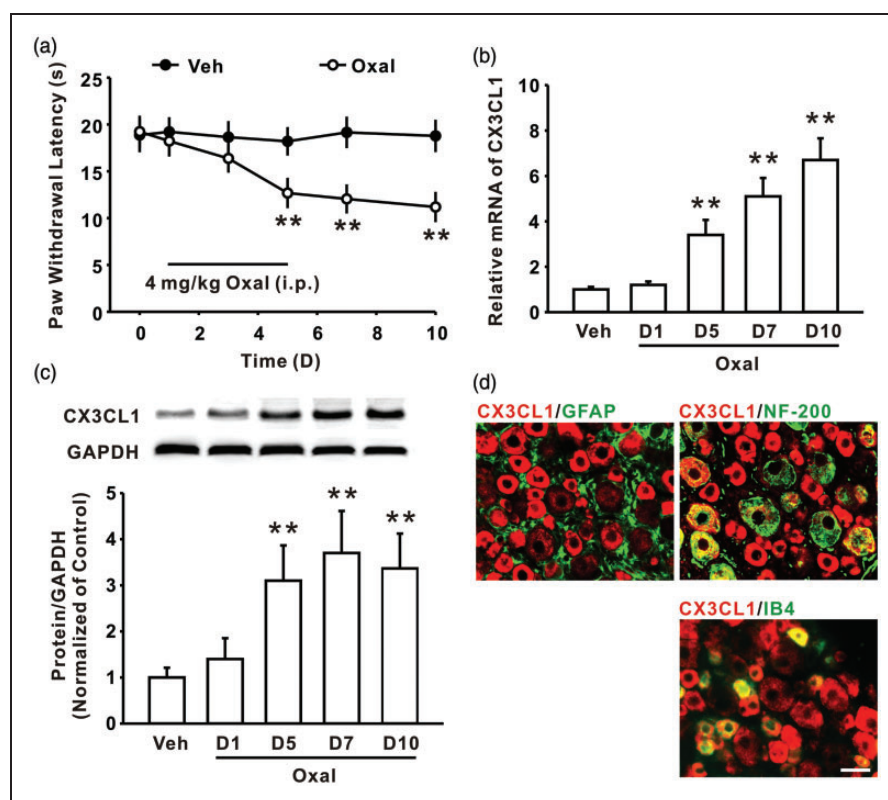 (a)
Veh Oxal
Paw Withdrawal Latency (s)
25
20
15
10
5
0
** ** **
4 mg/kg Oxal (i.p.)
0 2 4 6 8 10
Time (D)
(b)
Relative mRNA of CX3CL1
10
8
6
4
2
0
** ** **
Veh D1 D5 D7 D10
Oxal
(c)
CX3CL1
GAPDH
Protein/GAPDH
(Normalized of Control)
5
4
3
2
1
0
** ** **
Veh D1 D5 D7 D10
Oxal
(d)
CX3CL1/GFAP CX3CL1/NF-200
CX3CL1/IB4